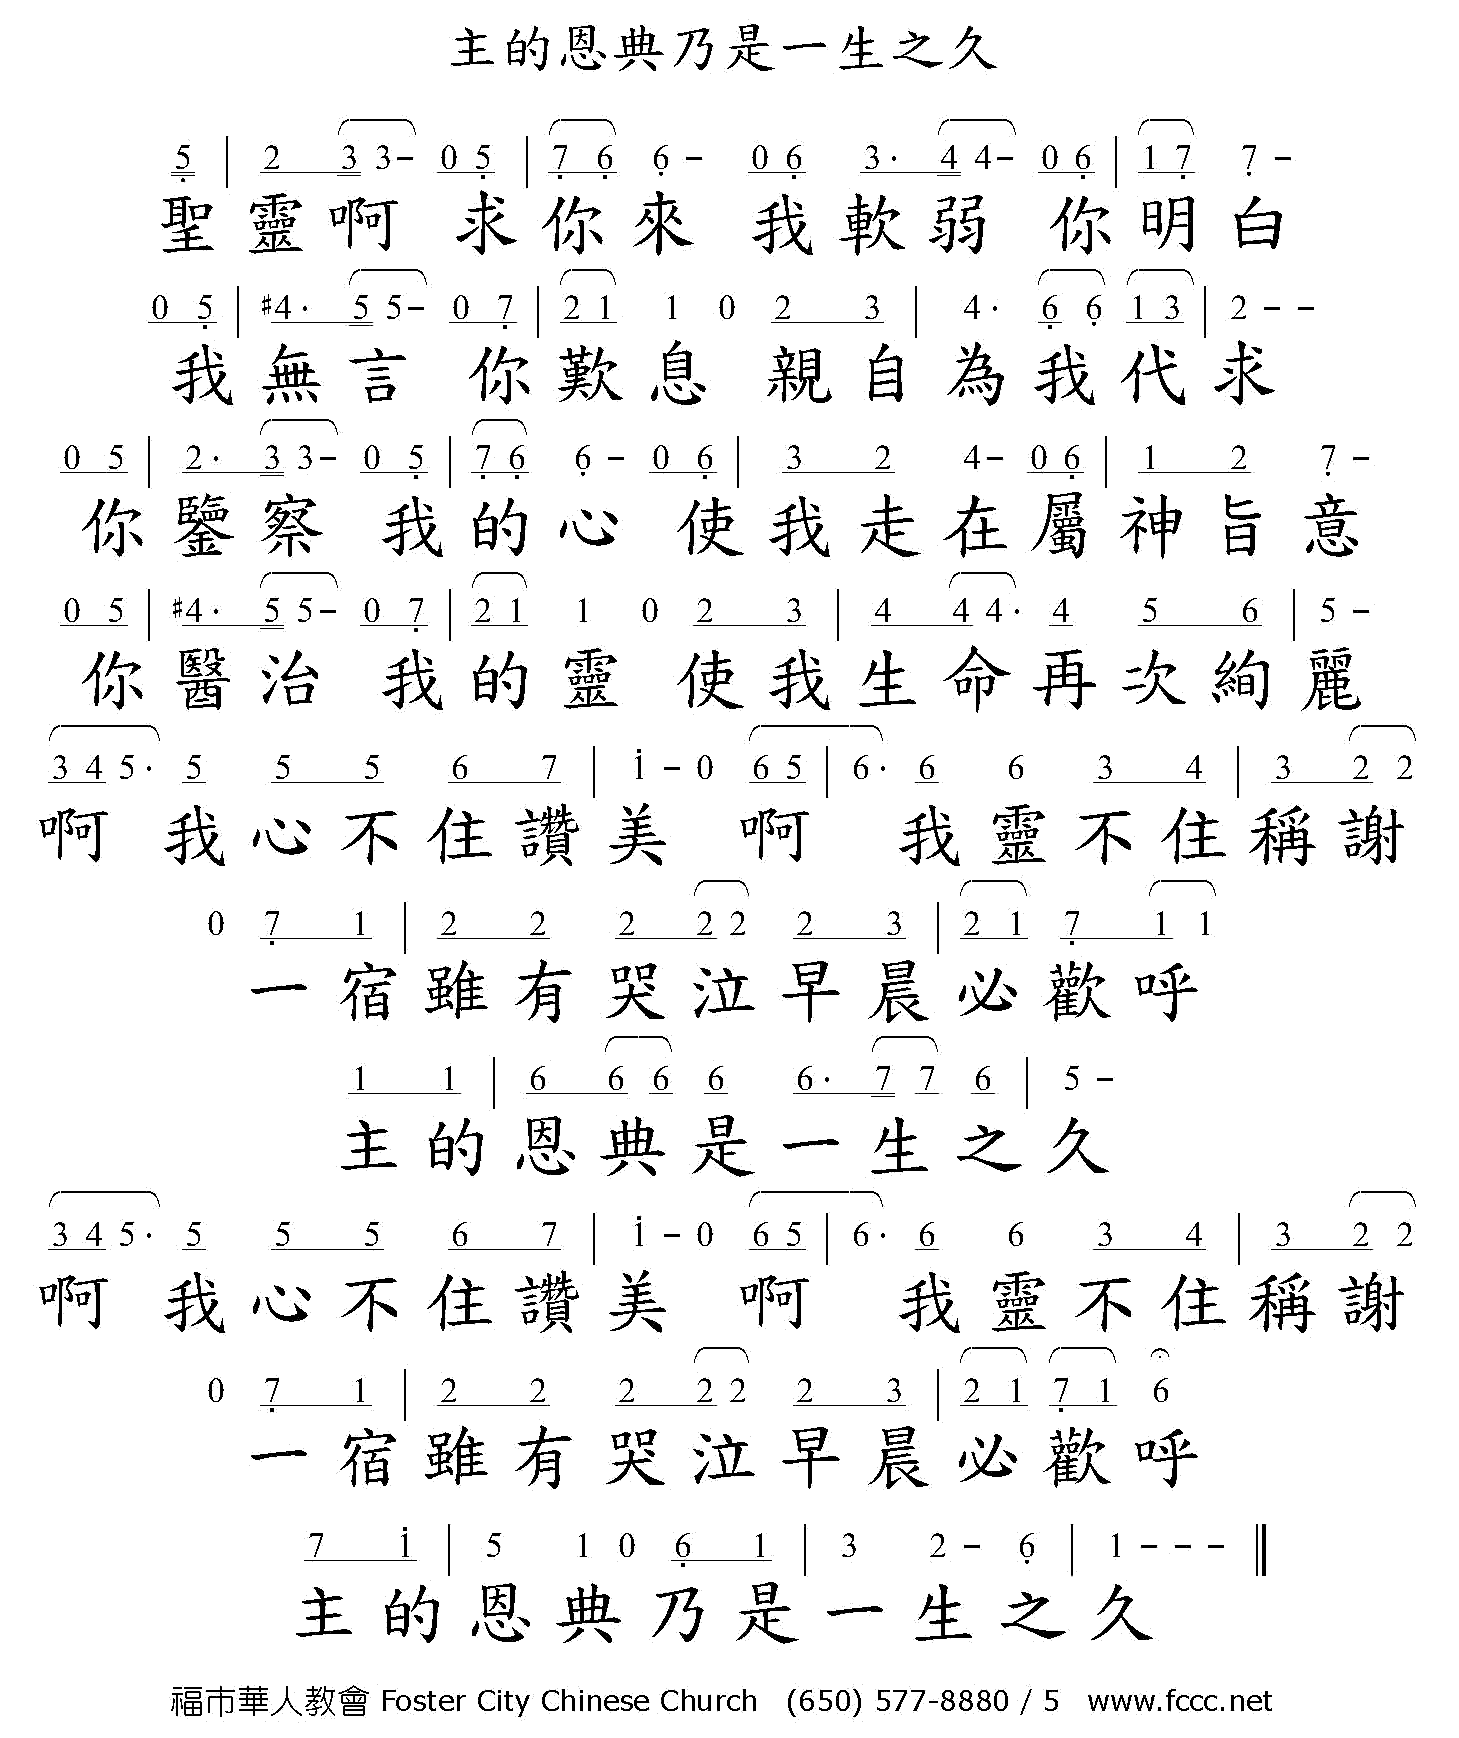 主的恩典乃是一生之久
5 | 2 3 3- 0 5 | 7 6 6 - 0 6 3· 4 4- 0 6 | 1 7 7 -
聖靈啊 求你來 我軟弱 你明白
0 5 | #4· 5 5- 0 7 | 2 1 1 0 2 3 | 4· 6 6 1 3 | 2 - -
我無言 你歎息 親自為我代求
0 5 | 2· 3 3- 0 5 | 7 6 6 - 0 6 | 3 2 4- 0 6 | 1 2 7 -
你鑒察 我的心 使我走在屬神旨意
0 5 | #4· 5 5- 0 7 | 2 1 1 0 2 3 | 4 4 4· 4 5 6 | 5 -
你醫治 我的靈 使我生命再次絢麗
3 4 5· 5 5 5 6 7 | 1 - 0 6 5 | 6· 6 6 3 4 | 3 2 2
啊 我心不住讚美 啊 我靈不住稱謝
0 7 1 | 2 2 2 2 2 2 3 | 2 1 7 1 1
一宿雖有哭泣早晨必歡呼
1 1 | 6 6 6 6 6· 7 7 6 | 5 -
主的恩典是一生之久
3 4 5· 5 5 5 6 7 | 1 - 0 6 5 | 6· 6 6 3 4 | 3 2 2
啊 我心不住讚美 啊 我靈不住稱謝
0 7 1 | 2 2 2 2 2 2 3 | 2 1 7 1 6
一宿雖有哭泣早晨必歡呼
7 1 | 5 1 0 6 1 | 3 2 - 6 | 1 - - -
主的恩典乃是一生之久
福市華人教會 Foster City Chinese Church (650) 577-8880 / 5 www.fccc.net